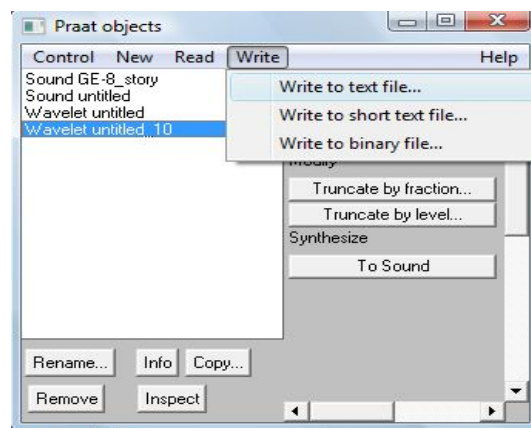 Praat objects
Control New Read Write Help
Sound GE-8_story
Sound untitled
Wavelet untitled
Wavelet untitled_10
Write to text file...
Write to short text file...
Write to binary file...
Modify
Truncate by fraction...
Truncate by level...
Synthesize
To Sound
Rename... Info Copy...
Remove Inspect